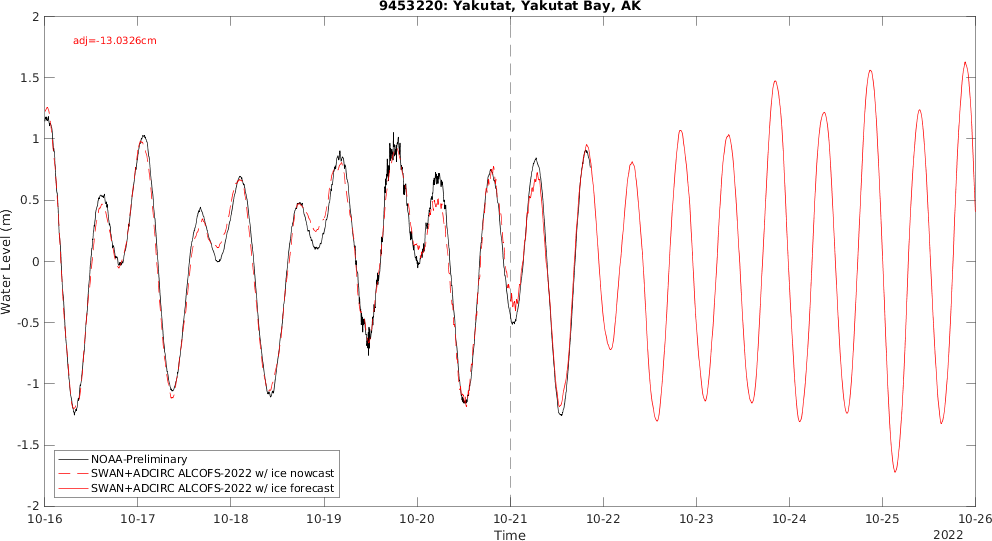 9453220: Yakutat, Yakutat Bay, AK
adj=-13.0326cm
2
1.5
1
0.5
0
-0.5
-1
-1.5
-2
Water Level (m)
NOAA-Preliminary
SWAN+ADCIRC ALCOFS-2022 w/ ice nowcast
SWAN+ADCIRC ALCOFS-2022 w/ ice forecast
10-16 10-17 10-18 10-19 10-20 10-21 10-22 10-23 10-24 10-25 10-26
Time
2022